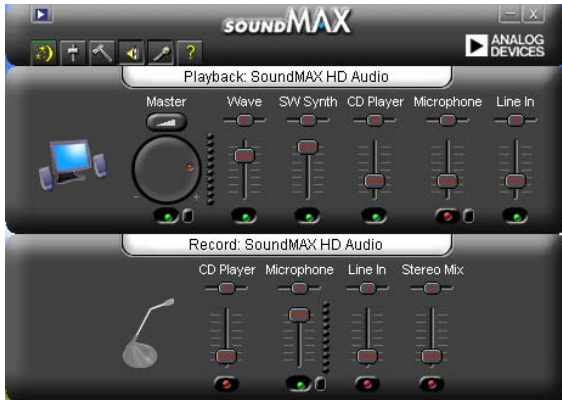 soundMAX
ANALOG
DEVICES
?
Playback: SoundMAX HD Audio
Master Wave SW Synth CD Player Microphone Line In
- +
Record: SoundMAX HD Audio
CD Player Microphone Line In Stereo Mix